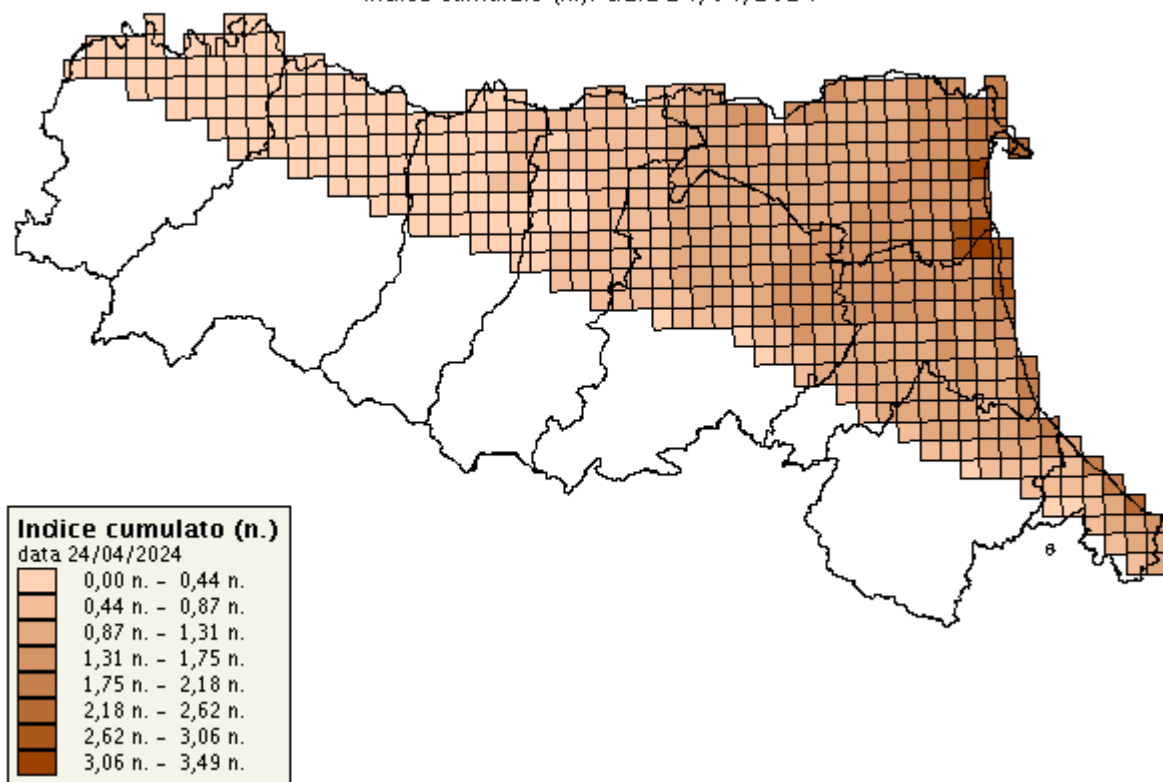 Indice cumulato (n.)
data 24/04/2024
0,00 n. - 0,44 n.
0,44 n. - 0,87 n.
0,87 n. - 1,31 n.
1,31 n. - 1,75 n.
1,75 n. - 2,18 n.
2,18 n. - 2,62 n.
2,62 n. - 3,06 n.
3,06 n. - 3,49 n.